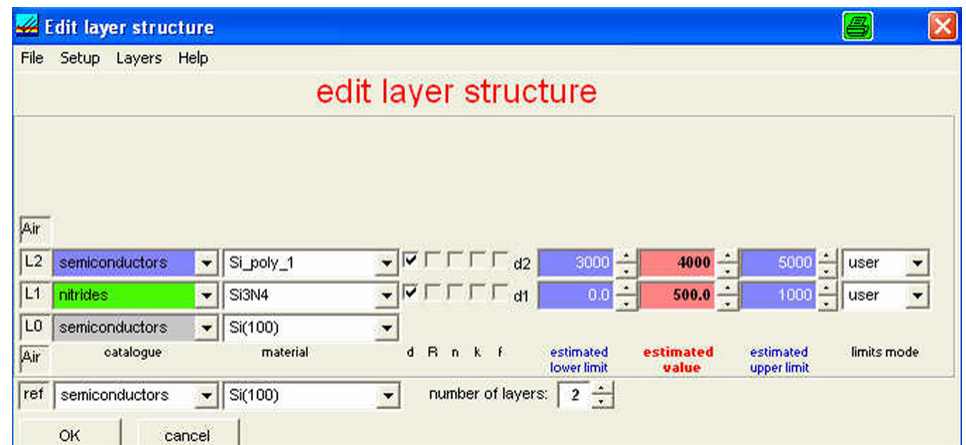 Edit layer structure
File Setup Layers Help
edit layer structure
Air
L2 semiconductors Si_poly_1 d2 3000 4000 5000 user
L1 nitrides Si3N4 d1 0.0 500.0 1000 user
L0 semiconductors Si(100)
Air catalogue material d R n k f estimated lower limit estimated value estimated upper limit limits mode
ref semiconductors Si(100) number of layers: 2
OK cancel